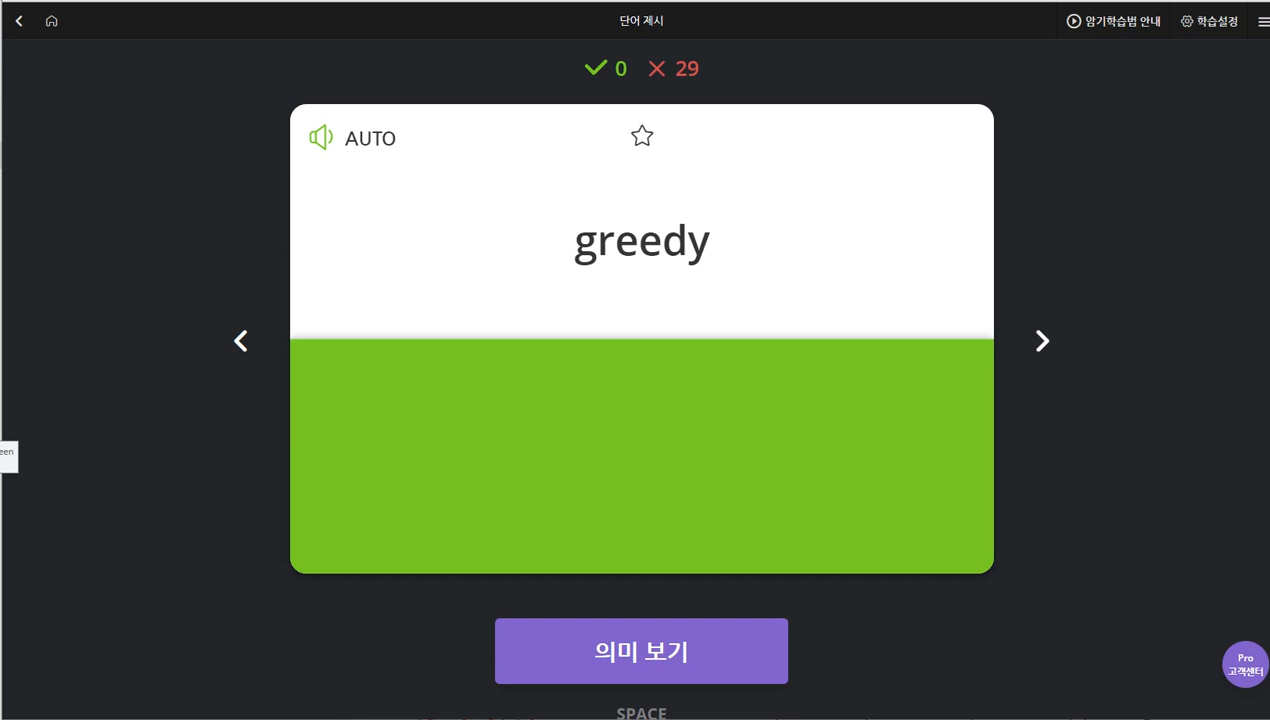 단어 제시
암기학습법 안내
학습설정
0
29
AUTO
greedy
een
의미 보기
Pro
고객센터
SPACE